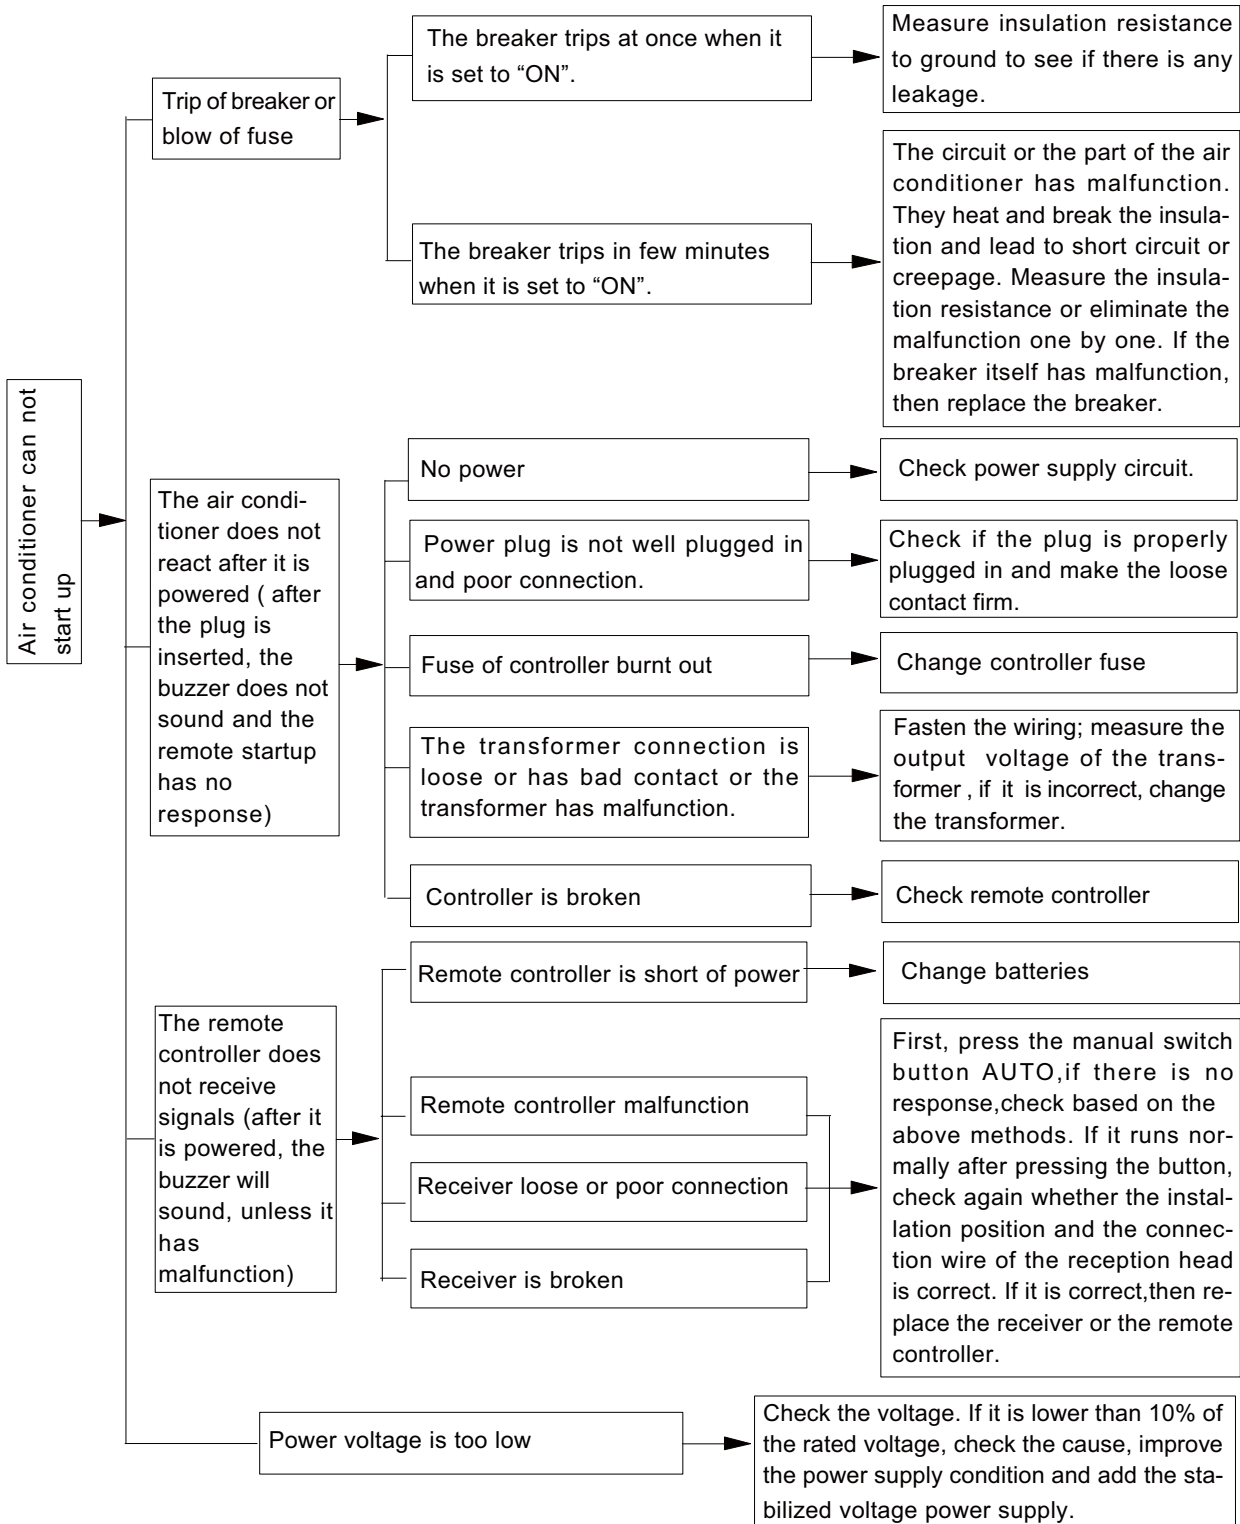 Air conditioner can not
start up
Trip of breaker or
blow of fuse
The breaker trips at once when it
is set to “ON”.
Measure insulation resistance
to ground to see if there is any
leakage.
The breaker trips in few minutes
when it is set to “ON”.
The circuit or the part of the air
conditioner has malfunction.
They heat and break the insula-
tion and lead to short circuit or
creepage. Measure the insu-
lation resistance or eliminate the
malfunction one by one. If the
breaker itself has malfunction,
then replace the breaker.
The air condi-
tioner does not
react after it is
powered ( after
the plug is
inserted, the
buzzer does not
sound and the
remote startup
has no
response)
No power
Check power supply circuit.
Power plug is not well plugged in
and poor connection.
Check if the plug is properly
plugged in and make the loose
contact firm.
Fuse of controller burnt out
Change controller fuse
The transformer connection is
loose or has bad contact or the
transformer has malfunction.
Fasten the wiring; measure the
output voltage of the trans-
former , if it is incorrect, change
the transformer.
Controller is broken
Check remote controller
The remote
controller does
not receive
signals (after it
is powered, the
buzzer will
sound, unless it
has
malfunction)
Remote controller is short of power
Change batteries
Remote controller malfunction
Receiver loose or poor connection
Receiver is broken
First, press the manual switch
button AUTO,if there is no
response,check based on the
above methods. If it runs nor-
mally after pressing the button,
check again whether the instal-
lation position and the connec-
tion wire of the reception head
is correct. If it is correct,then re-
place the receiver or the remote
controller.
Power voltage is too low
Check the voltage. If it is lower than 10% of
the rated voltage, check the cause, improve
the power supply condition and add the sta-
bilized voltage power supply.